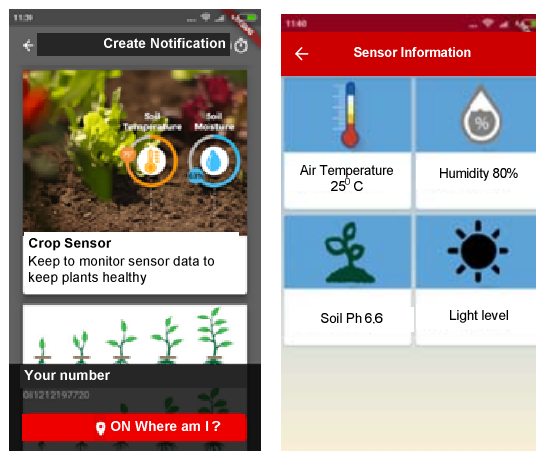 11:39
Create Notification
Soil
Temperature
Soil
Moisture
Crop Sensor
Keep to monitor sensor data to
keep plants healthy
Your number
081212197720
ON Where am I ?
11:40
Sensor Information
Air Temperature
25⁰ C
%
Humidity 80%
Soil Ph 6,6
Light level